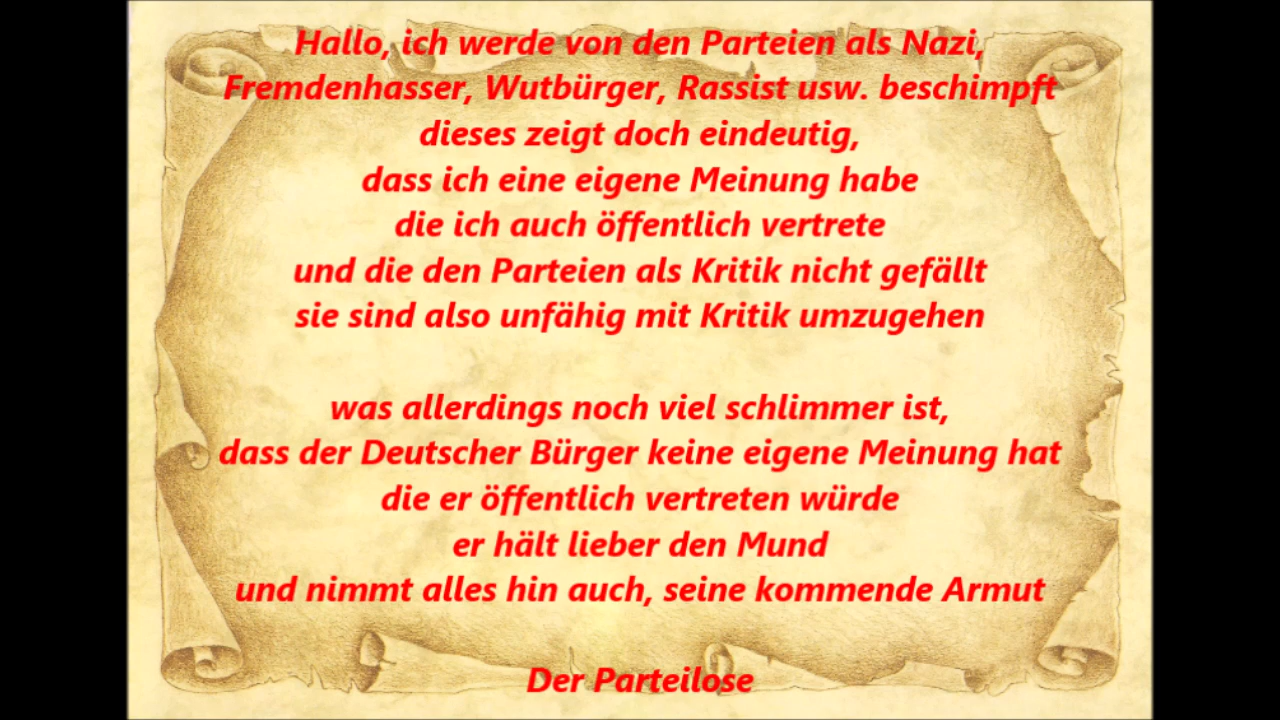 Hallo, ich werde von den Parteien als Nazi,
Fremdenhasser, Wutbürger, Rassist usw. beschimpft
dieses zeigt doch eindeutig,
dass ich eine eigene Meinung habe
die ich auch öffentlich vertrete
und die den Parteien als Kritik nicht gefällt
sie sind also unfähig mit Kritik umzugehen
was allerdings noch viel schlimmer ist,
dass der Deutscher Bürger keine eigene Meinung hat
die er öffentlich vertreten würde
er hält lieber den Mund
und nimmt alles hin auch, seine kommende Armut
Der Parteilose